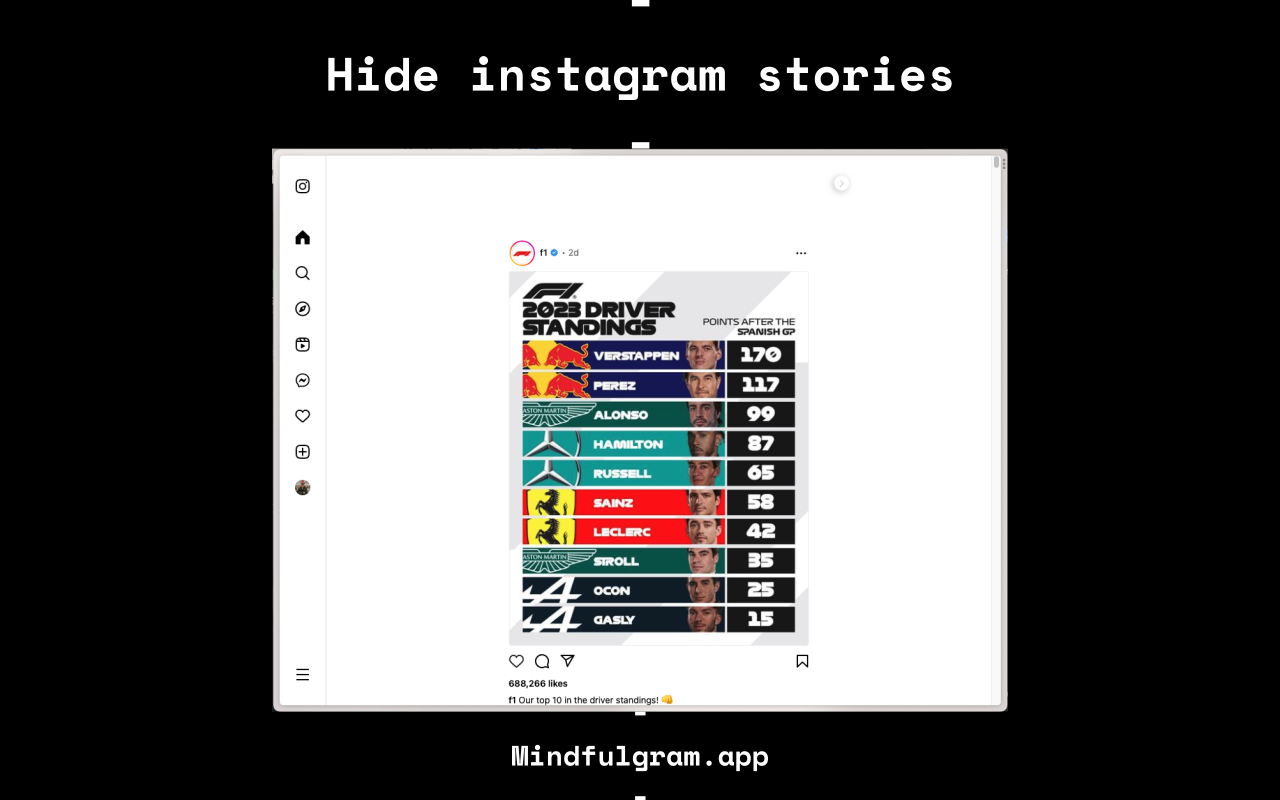 Hide instagram stories
f1 • 2d
2023 DRIVER
STANDINGS
POINTS AFTER THE
SPANISH GP
VERSTAPPEN 170
PEREZ 117
ASTON MARTIN ALONSO 99
HAMILTON 87
RUSSELL 65
SAINZ 58
LECLERC 42
ASTON MARTIN STROLL 35
OCON 25
GASLY 15
688,266 likes
f1 Our top 10 in the driver standings! 👊
Mindfulgram.app